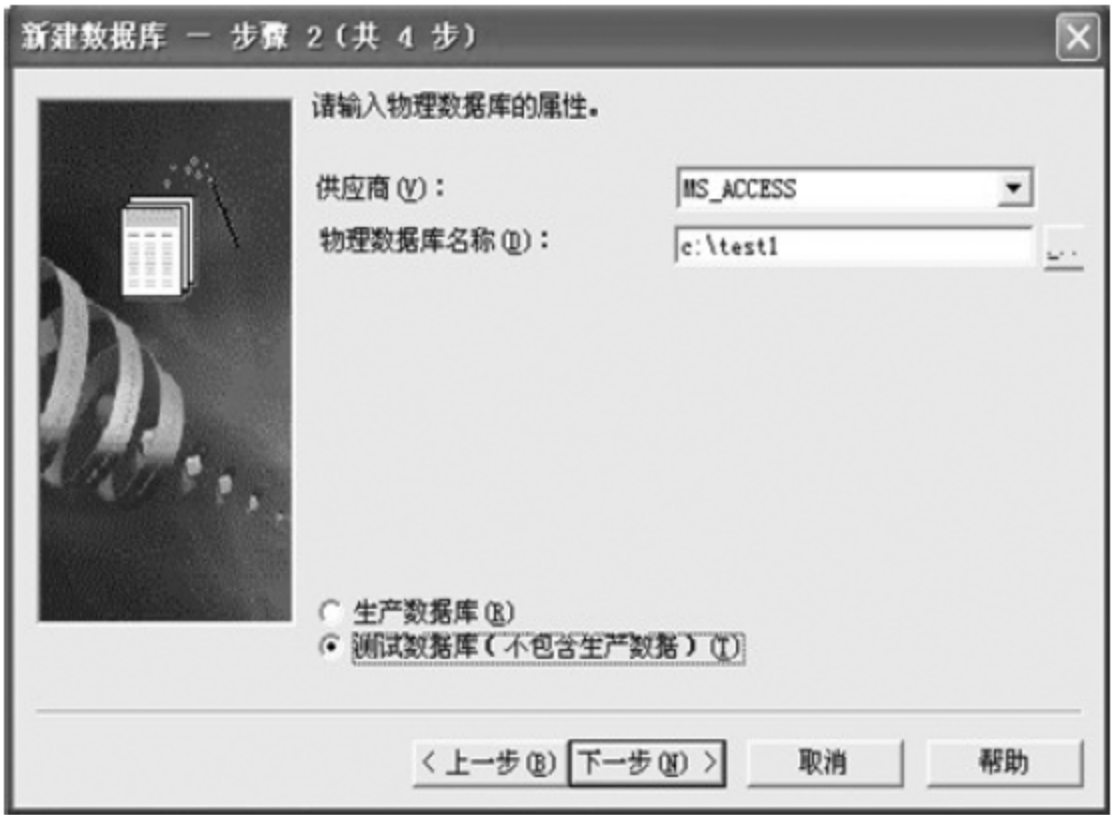 新建数据库 - 步骤 2(共 4 步)
请输入物理数据库的属性。
供应商(V): MS_ACCESS
物理数据库名称(D): c:\test1 ...
生产数据库(R)
测试数据库(不包含生产数据)(T)
< 上一步(B) 下一步(N) > 取消 帮助